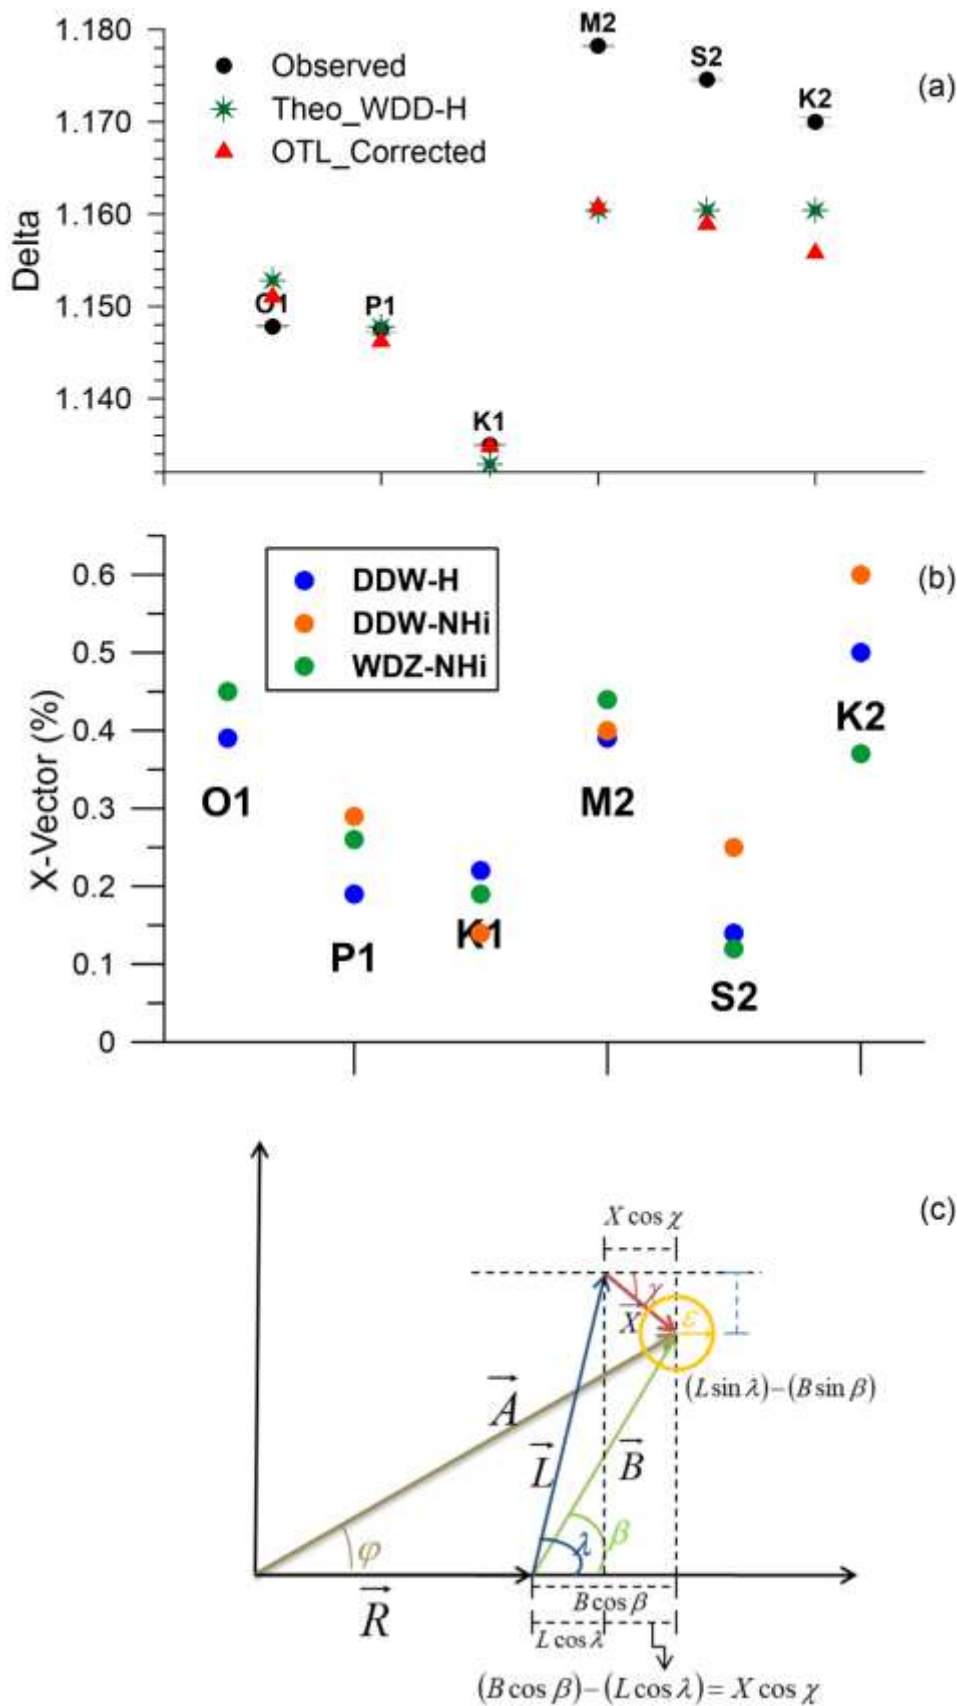 1.180
1.170
1.160
1.150
1.140
Delta
Observed
Theo_WDD-H
OTL_Corrected
M2
S2
K2
O1
P1
K1
(a)
0.6
0.5
0.4
0.3
0.2
0.1
0
X-Vector (%)
DDW-H
DDW-NHi
WDZ-NHi
O1
P1
K1
M2
S2
K2
(b)
(c)
X cos χ
χ
X
ε
(L sin λ)−(B sin β)
A
L
B
φ
λ
β
R
B cos β
L cos λ
(B cos β)−(L cos λ)= X cos χ